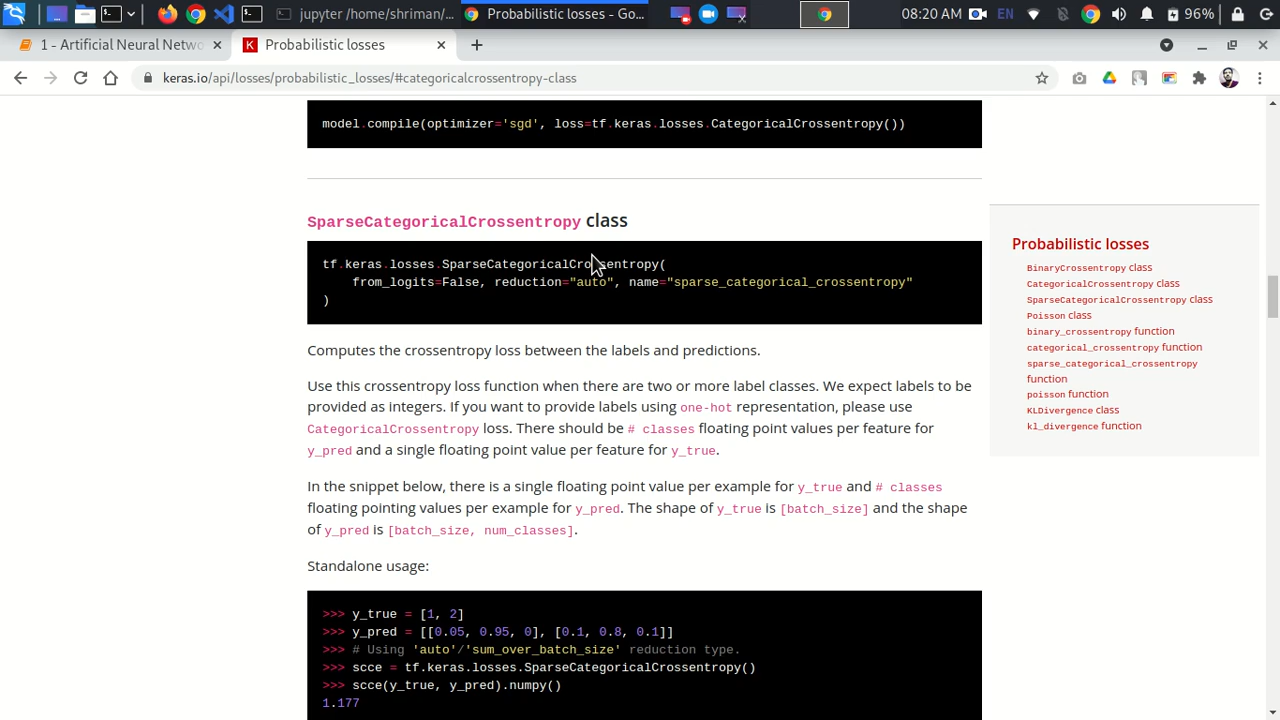 jupyter /home/shriman/...
Probabilistic losses - Go...
08:20 AM
EN
96%
1 - Artificial Neural Netwo
Probabilistic losses
keras.io/api/losses/probabilistic_losses/#categoricalcrossentropy-class
model.compile(optimizer='sgd', loss=tf.keras.losses.CategoricalCrossentropy())
SparseCategoricalCrossentropy class
tf.keras.losses.SparseCategoricalCrossentropy(
from_logits=False, reduction="auto", name="sparse_categorical_crossentropy"
)
Computes the crossentropy loss between the labels and predictions.
Use this crossentropy loss function when there are two or more label classes. We expect labels to be
provided as integers. If you want to provide labels using one-hot representation, please use
CategoricalCrossentropy loss. There should be # classes floating point values per feature for
y_pred and a single floating point value per feature for y_true.
In the snippet below, there is a single floating point value per example for y_true and # classes
floating pointing values per example for y_pred. The shape of y_true is [batch_size] and the shape
of y_pred is [batch_size, num_classes].
Standalone usage:
>>> y_true = [1, 2]
>>> y_pred = [[0.05, 0.95, 0], [0.1, 0.8, 0.1]]
>>> # Using 'auto'/'sum_over_batch_size' reduction type.
>>> scce = tf.keras.losses.SparseCategoricalCrossentropy()
>>> scce(y_true, y_pred).numpy()
1.177
Probabilistic losses
BinaryCrossentropy class
CategoricalCrossentropy class
SparseCategoricalCrossentropy class
Poisson class
binary_crossentropy function
categorical_crossentropy function
sparse_categorical_crossentropy
function
poisson function
KLDivergence class
kl_divergence function